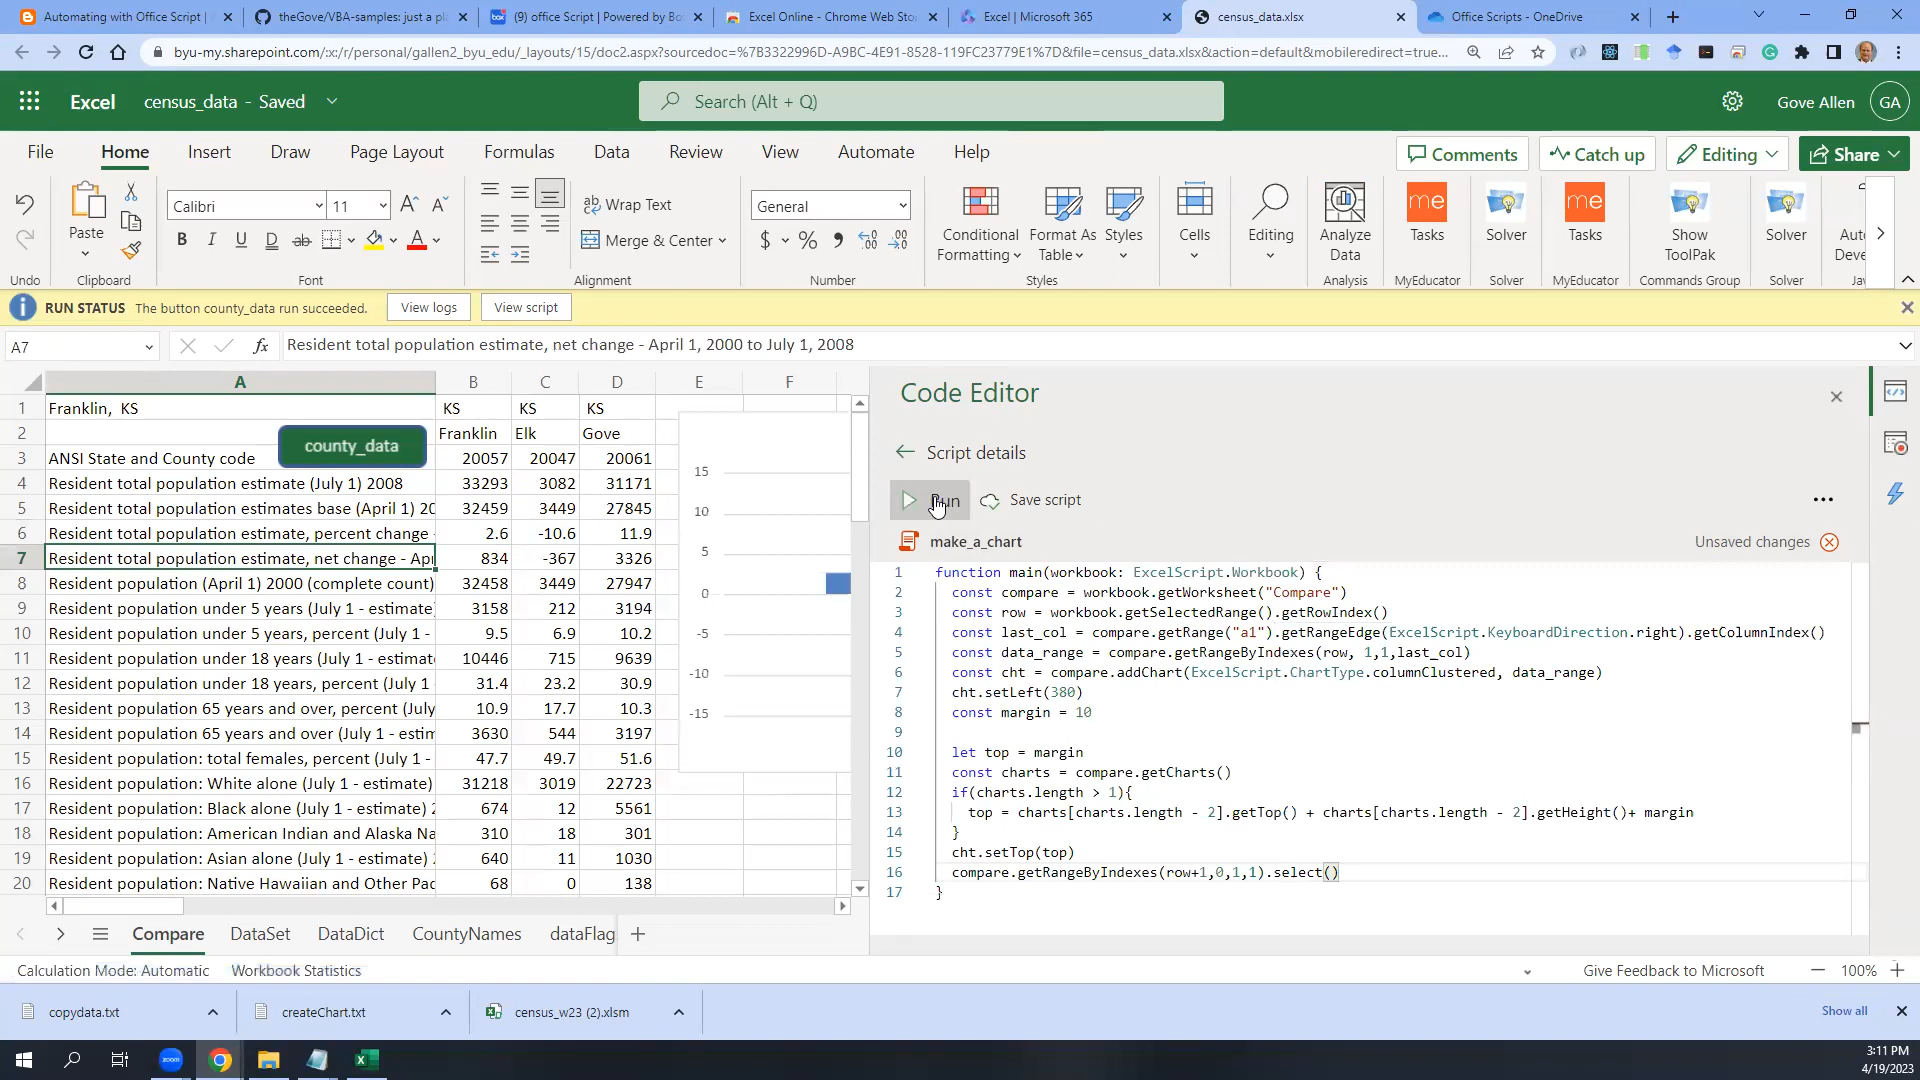 Automating with Office Script |
theGove/VBA-samples: just a pl
(9) office Script | Powered by Bo
Excel Online - Chrome Web Sto
Excel | Microsoft 365
census_data.xlsx
Office Scripts - OneDrive
byu-my.sharepoint.com/:x:/r/personal/gallen2_byu_edu/_layouts/15/doc2.aspx?sourcedoc=%7B3322996D-A9BC-4E91-8528-119FC23779E1%7D&file=census_data.xlsx&action=default&mobileredirect=true...
Excel census_data - Saved
Search (Alt + Q)
Gove Allen GA
File Home Insert Draw Page Layout Formulas Data Review View Automate Help
Comments Catch up Editing Share
Paste
Calibri 11
B I U D ab A
Wrap Text
Merge & Center
General
$ % 9
Conditional Formatting
Format As Table
Styles
Cells
Editing
Analyze Data
me Tasks
Solver
me Tasks
Show ToolPak
Solver
Undo Clipboard Font Alignment Number Styles Analysis MyEducator Solver MyEducator Commands Group Solver
RUN STATUS The button county_data run succeeded. View logs View script
A7 fx Resident total population estimate, net change - April 1, 2000 to July 1, 2008
A B C D E F
1 Franklin, KS KS KS KS
2 Franklin Elk Gove
county_data
3 ANSI State and County code 20057 20047 20061
4 Resident total population estimate (July 1) 2008 33293 3082 31171
5 Resident total population estimates base (April 1) 20 32459 3449 27845
6 Resident total population estimate, percent change - 2.6 -10.6 11.9
7 Resident total population estimate, net change - Apr 834 -367 3326
8 Resident population (April 1) 2000 (complete count) 32458 3449 27947
9 Resident population under 5 years (July 1 - estimate) 3158 212 3194
10 Resident population under 5 years, percent (July 1 - 9.5 6.9 10.2
11 Resident population under 18 years (July 1 - estimate 10446 715 9639
12 Resident population under 18 years, percent (July 1 31.4 23.2 30.9
13 Resident population 65 years and over, percent (July 10.9 17.7 10.3
14 Resident population 65 years and over (July 1 - estim 3630 544 3197
15 Resident population: total females, percent (July 1 - 47.7 49.7 51.6
16 Resident population: White alone (July 1 - estimate) 31218 3019 22723
17 Resident population: Black alone (July 1 - estimate) 2 674 12 5561
18 Resident population: American Indian and Alaska Na 310 18 301
19 Resident population: Asian alone (July 1 - estimate) 2 640 11 1030
20 Resident population: Native Hawaiian and Other Pac 68 0 138
15
10
5
0
-5
-10
-15
Code Editor
Script details
Run Save script
make_a_chart Unsaved changes
1 function main(workbook: ExcelScript.Workbook) {
2 const compare = workbook.getWorksheet("Compare")
3 const row = workbook.getSelectedRange().getRowIndex()
4 const last_col = compare.getRange("a1").getRangeEdge(ExcelScript.KeyboardDirection.right).getColumnIndex()
5 const data_range = compare.getRangeByIndexes(row, 1,1,last_col)
6 const cht = compare.addChart(ExcelScript.ChartType.columnClustered, data_range)
7 cht.setLeft(380)
8 const margin = 10
9
10 let top = margin
11 const charts = compare.getCharts()
12 if(charts.length > 1){
13 top = charts[charts.length - 2].getTop() + charts[charts.length - 2].getHeight()+ margin
14 }
15 cht.setTop(top)
16 compare.getRangeByIndexes(row+1,0,1,1).select()
17 }
Compare DataSet DataDict CountyNames dataFlag
Calculation Mode: Automatic Workbook Statistics
Give Feedback to Microsoft 100%
copydata.txt
createChart.txt
census_w23 (2).xlsm
Show all
zoom
3:11 PM
4/19/2023